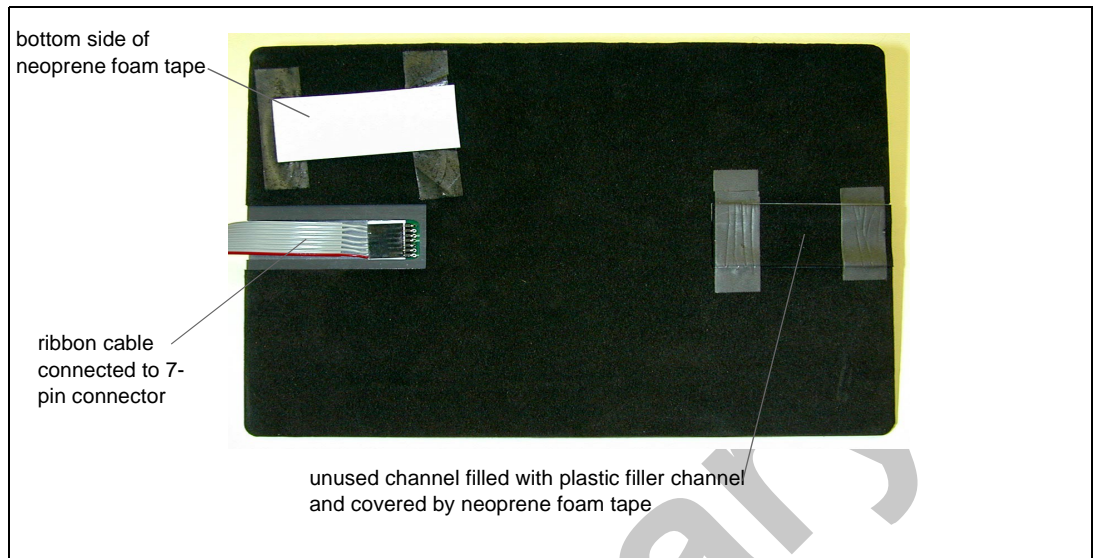 bottom side of
neoprene foam tape
ribbon cable
connected to 7-
pin connector
unused channel filled with plastic filler channel
and covered by neoprene foam tape